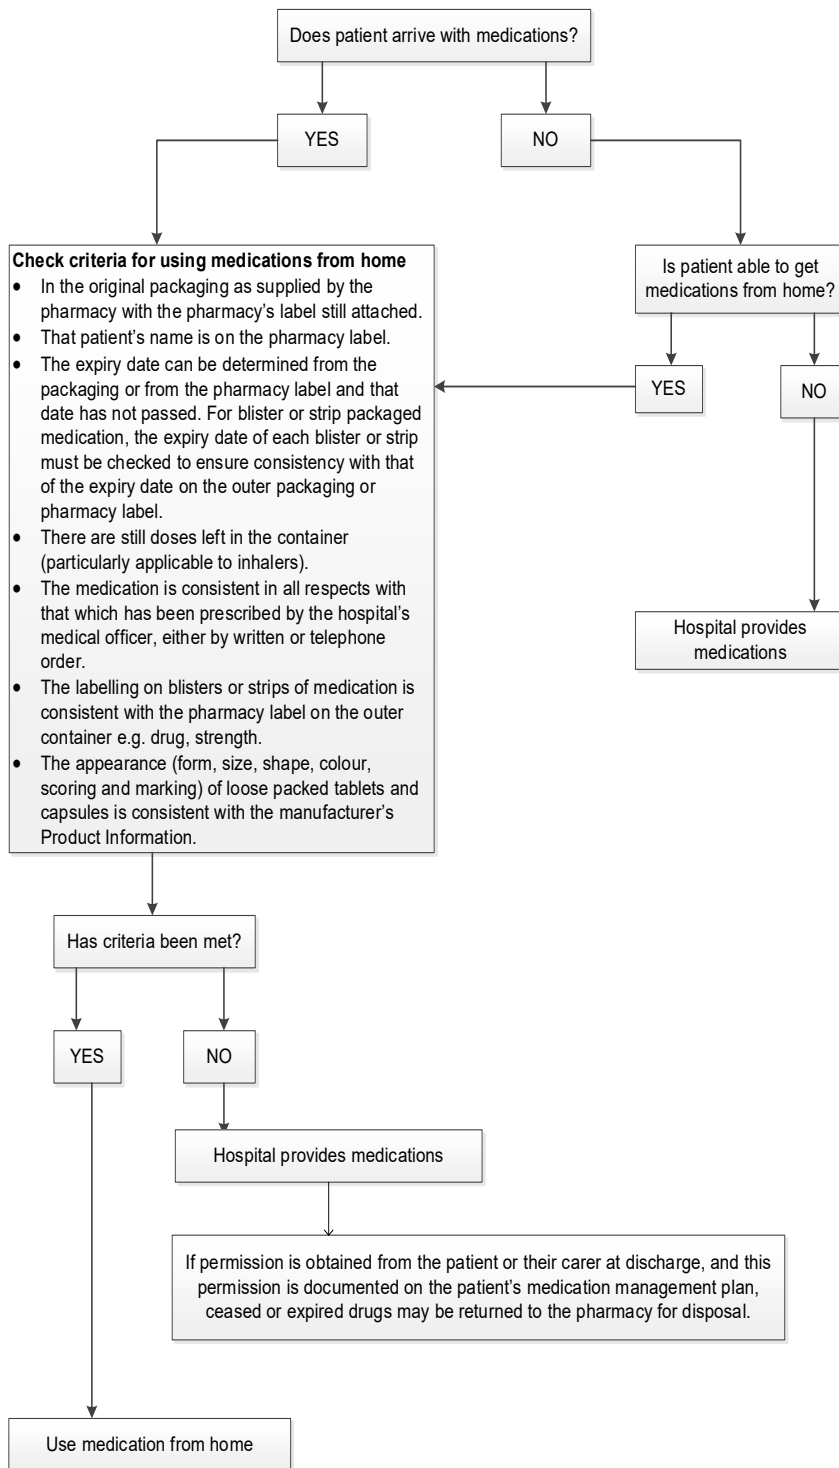 Does patient arrive with medications?
YES
NO
Check criteria for using medications from home
• In the original packaging as supplied by the
pharmacy with the pharmacy's label still attached.
• That patient's name is on the pharmacy label.
• The expiry date can be determined from the
packaging or from the pharmacy label and that
date has not passed. For blister or strip packaged
medication, the expiry date of each blister or strip
must be checked to ensure consistency with that
of the expiry date on the outer packaging or
pharmacy label.
• There are still doses left in the container
(particularly applicable to inhalers).
• The medication is consistent in all respects with
that which has been prescribed by the hospital's
medical officer, either by written or telephone
order.
• The labelling on blisters or strips of medication is
consistent with the pharmacy label on the outer
container e.g. drug, strength.
• The appearance (form, size, shape, colour,
scoring and marking) of loose packed tablets and
capsules is consistent with the manufacturer's
Product Information.
Is patient able to get
medications from home?
YES
NO
Hospital provides
medications
Has criteria been met?
YES
NO
Hospital provides medications
If permission is obtained from the patient or their carer at discharge, and this
permission is documented on the patient's medication management plan,
ceased or expired drugs may be returned to the pharmacy for disposal.
Use medication from home